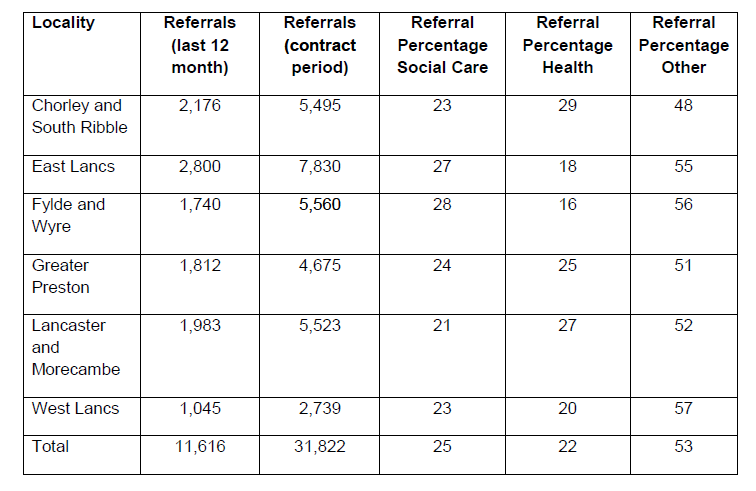 Locality Referrals (last 12 month) Referrals (contract period) Referral Percentage Social Care Referral Percentage Health Referral Percentage Other
Chorley and South Ribble 2,176 5,495 23 29 48
East Lancs 2,800 7,830 27 18 55
Fylde and Wyre 1,740 5,560 28 16 56
Greater Preston 1,812 4,675 24 25 51
Lancaster and Morecambe 1,983 5,523 21 27 52
West Lancs 1,045 2,739 23 20 57
Total 11,616 31,822 25 22 53